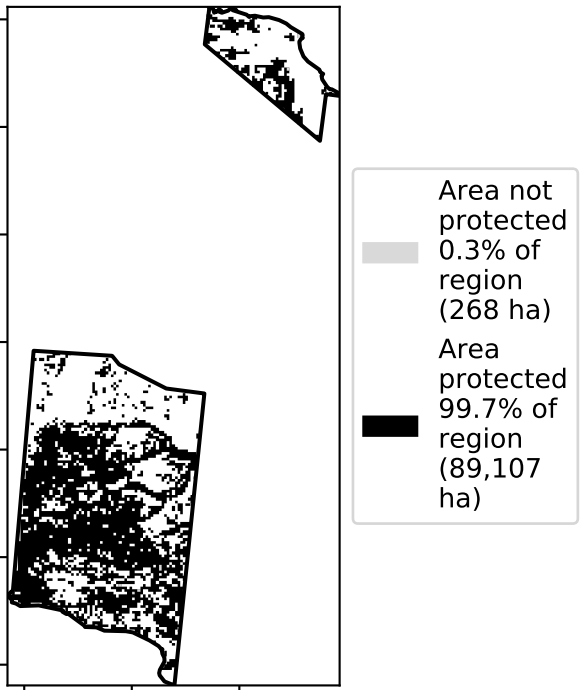 Area not
protected
0.3% of
region
(268 ha)
Area
protected
99.7% of
region
(89,107
ha)